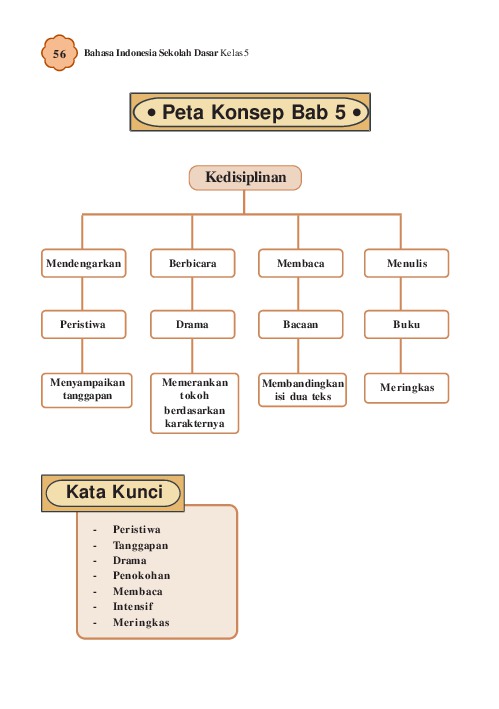 56
Bahasa Indonesia Sekolah Dasar Kelas 5
• Peta Konsep Bab 5 •
Kedisiplinan
Mendengarkan
Berbicara
Membaca
Menulis
Peristiwa
Drama
Bacaan
Buku
Menyampaikan
tanggapan
Memerankan
tokoh
berdasarkan
karakternya
Membandingkan
isi dua teks
Meringkas
Kata Kunci
- Peristiwa
- Tanggapan
- Drama
- Penokohan
- Membaca
- Intensif
- Meringkas